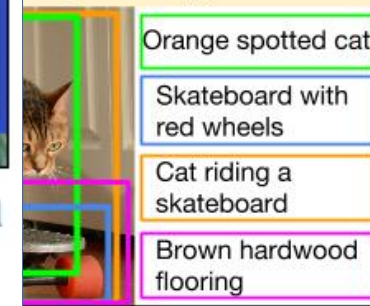 Orange spotted cat
Skateboard with
red wheels
Cat riding a
skateboard
Brown hardwood
flooring